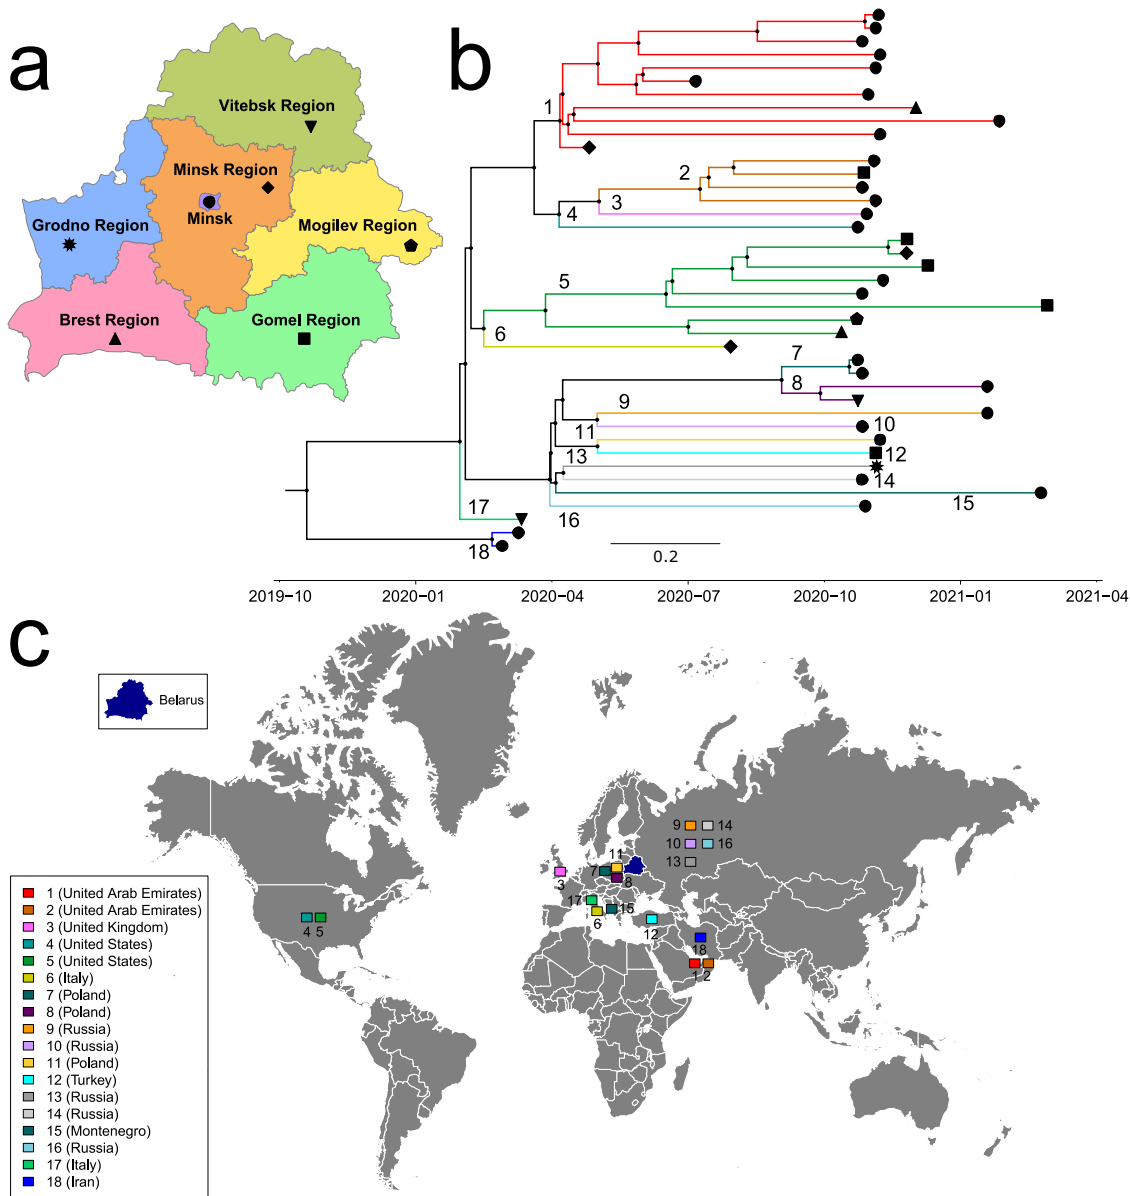 a
Vitebsk Region
Minsk Region
Minsk
Grodno Region
Mogilev Region
Brest Region
Gomel Region
b
1
2
3
4
5
6
7
8
9
10
11
12
13
14
15
16
17
18
0.2
2019-10
2020-01
2020-04
2020-07
2020-10
2021-01
2021-04
c
Belarus
9
14
10
16
13
11
7
8
3
17
6
15
12
4
5
18
1
2
1 (United Arab Emirates)
2 (United Arab Emirates)
3 (United Kingdom)
4 (United States)
5 (United States)
6 (Italy)
7 (Poland)
8 (Poland)
9 (Russia)
10 (Russia)
11 (Poland)
12 (Turkey)
13 (Russia)
14 (Russia)
15 (Montenegro)
16 (Russia)
17 (Italy)
18 (Iran)